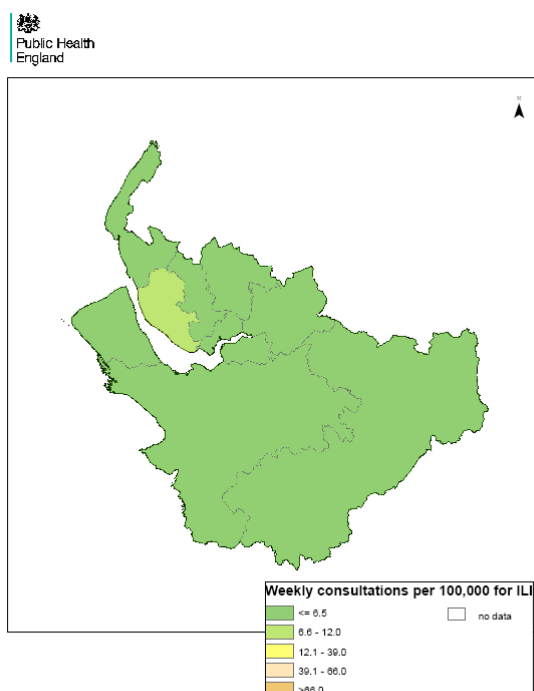 Public Health
England
N
Weekly consultations per 100,000 for ILI
<= 6.5
6.6 - 12.0
12.1 - 39.0
39.1 - 66.0
>66.0
no data